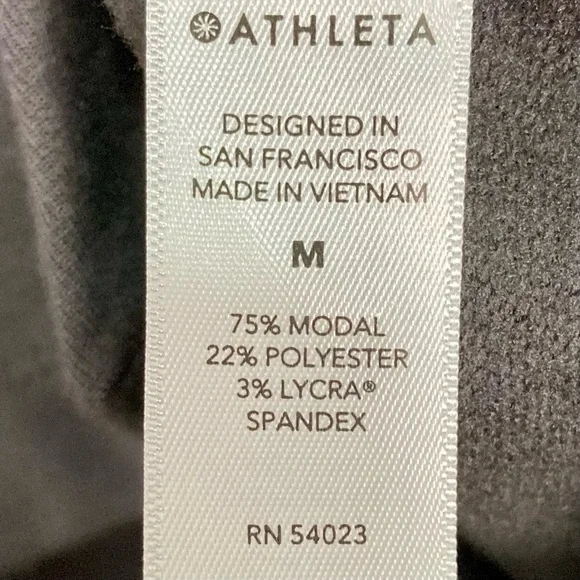 ATHLETA
DESIGNED IN
SAN FRANCISCO
MADE IN VIETNAM
M
75% MODAL
22% POLYESTER
3% LYCRA®
SPANDEX
RN 54023